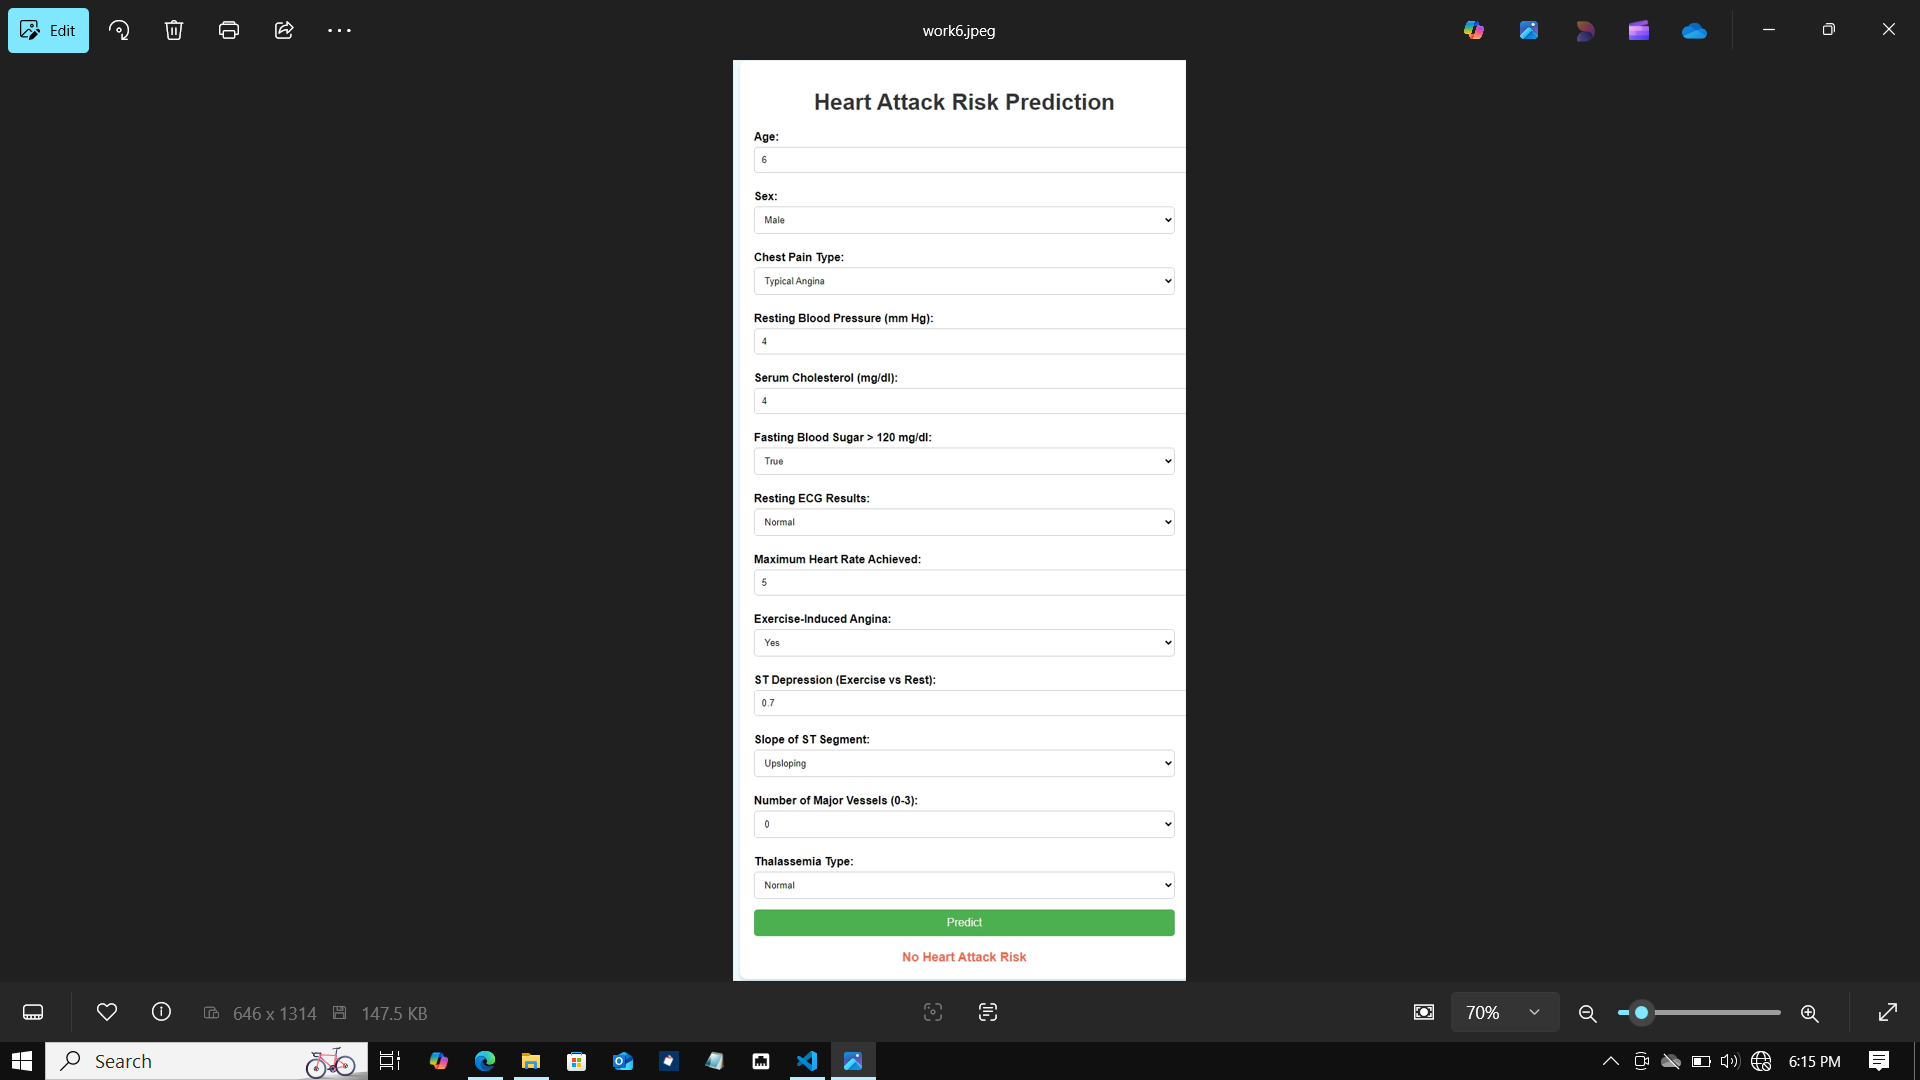 Edit
work6.jpeg
Heart Attack Risk Prediction
Age:
6
Sex:
Male
Chest Pain Type:
Typical Angina
Resting Blood Pressure (mm Hg):
4
Serum Cholesterol (mg/dl):
4
Fasting Blood Sugar > 120 mg/dl:
True
Resting ECG Results:
Normal
Maximum Heart Rate Achieved:
5
Exercise-Induced Angina:
Yes
ST Depression (Exercise vs Rest):
0.7
Slope of ST Segment:
Upsloping
Number of Major Vessels (0-3):
0
Thalassemia Type:
Normal
Predict
No Heart Attack Risk
646 x 1314 147.5 KB 70%
Search 6:15 PM